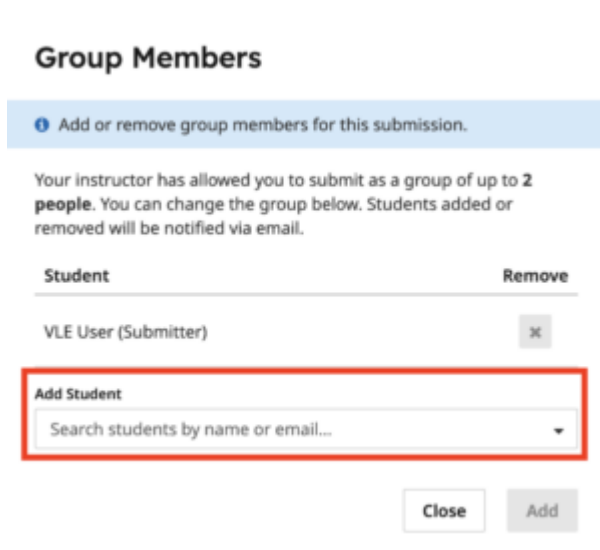 Group Members
Add or remove group members for this submission.
Your instructor has allowed you to submit as a group of up to 2
people. You can change the group below. Students added or
removed will be notified via email.
Student Remove
VLE User (Submitter)
Add Student
Search students by name or email...
Close Add